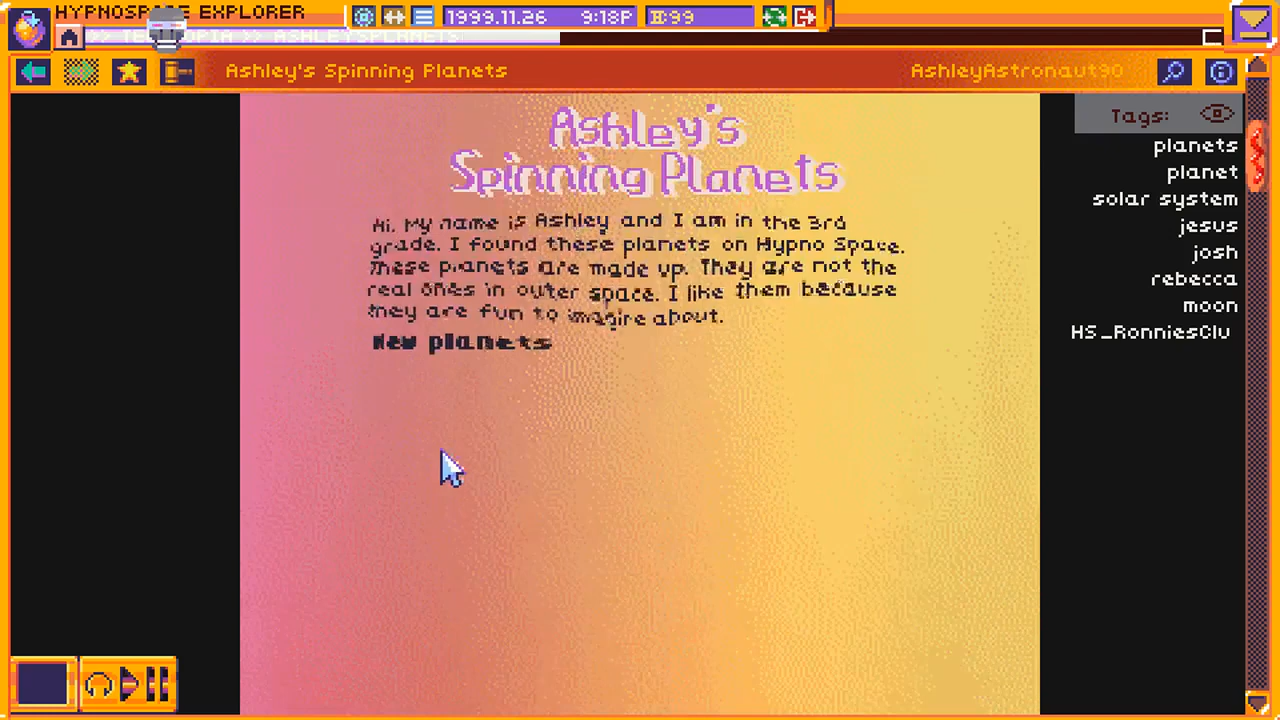 HYPNOSPACE EXPLORER
1999.11.26 9:18P
99
>> ASHLEYSPLANETS
Ashley's Spinning Planets
AshleyAstronaut90
Ashley's
Spinning Planets
Hi, My name is Ashley and I am in the 3rd
grade. I found these planets on Hypno Space.
These planets are made up. They are not the
real ones in outer space. I like them because
they are fun to imagine about.
New planets
Tags:
planets
planet
solar system
jesus
josh
rebecca
moon
HS_RonniesClu